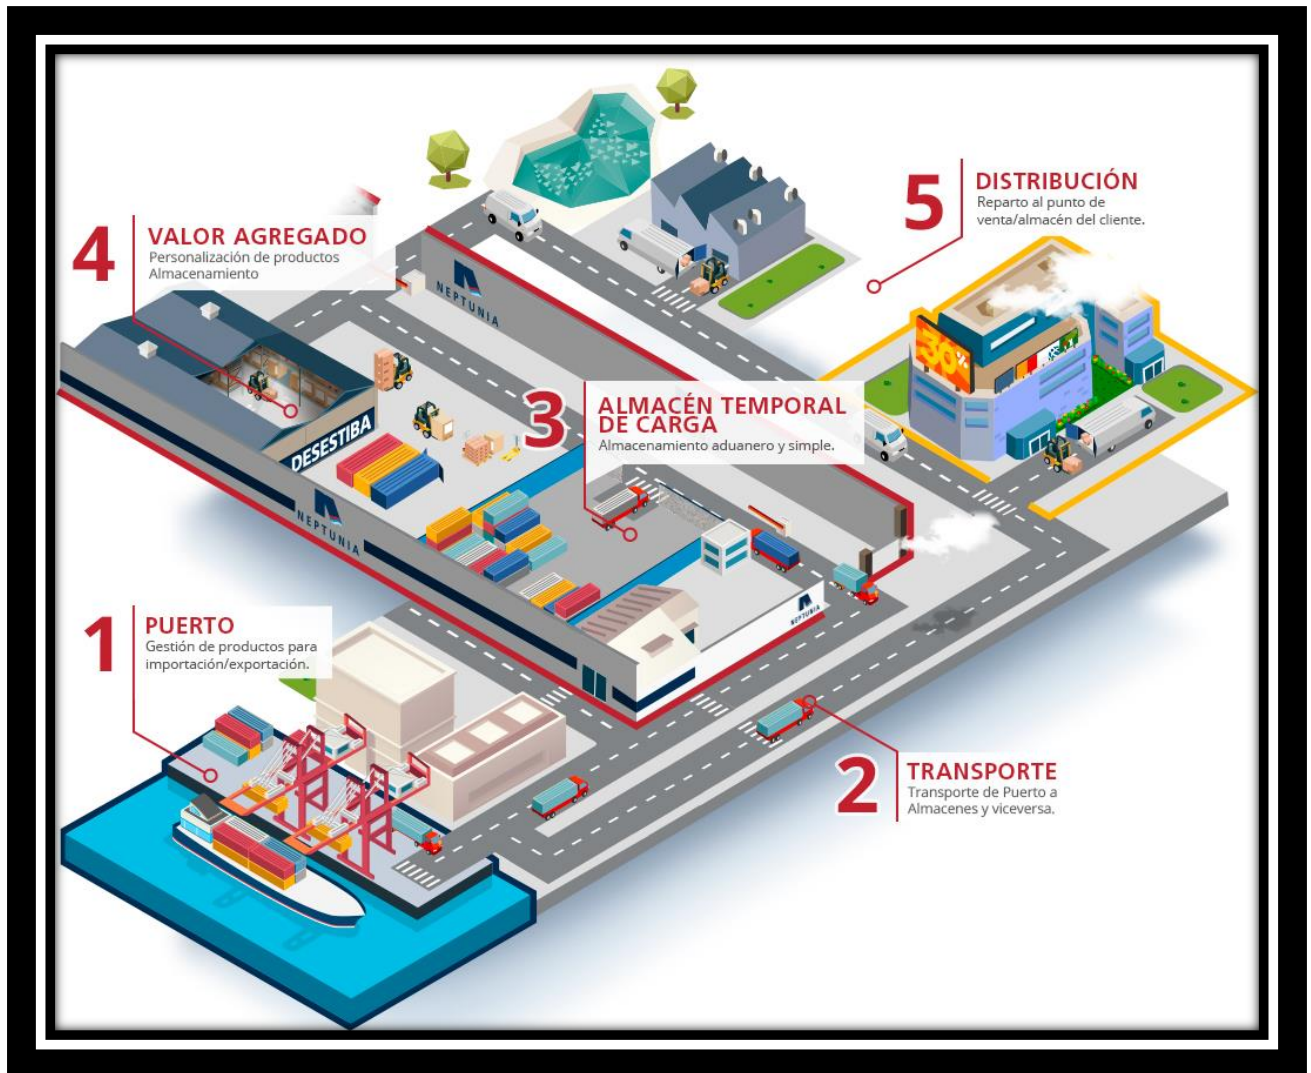 4
VALOR AGREGADO
Personalización de productos
Almacenamiento
5
DISTRIBUCIÓN
Reparto al punto de
venta/almacén del cliente.
NEPTUNIA
-30%
3
ALMACÉN TEMPORAL
DE CARGA
Almacenamiento aduanero y simple.
DESESTIBA
NEPTUNIA
NEPTUNIA
1
PUERTO
Gestión de productos para
importación/exportación.
2
TRANSPORTE
Transporte de Puerto a
Almacenes y viceversa.